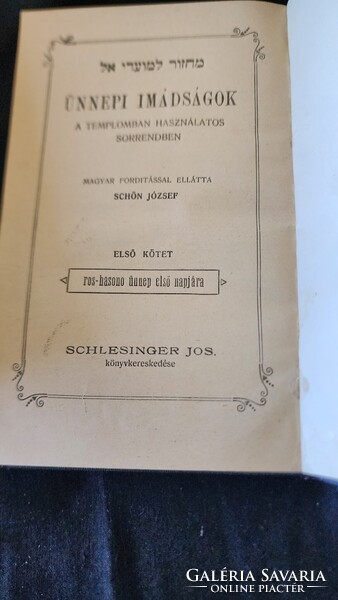 מחזור למועדי אל
ÜNNEPI IMÁDSÁGOK
A TEMPLOMBAN HASZNÁLATOS
SORRENDBEN
MAGYAR FORDITÁSSAL ELLÁTTA
SCHÖN JÓZSEF
ELSŐ KÖTET
ros-hasono ünnep első napjára
SCHLESINGER JOS.
könyvkereskedése
GALÉRIA SAVARIA
ONLINE PIACTÉR